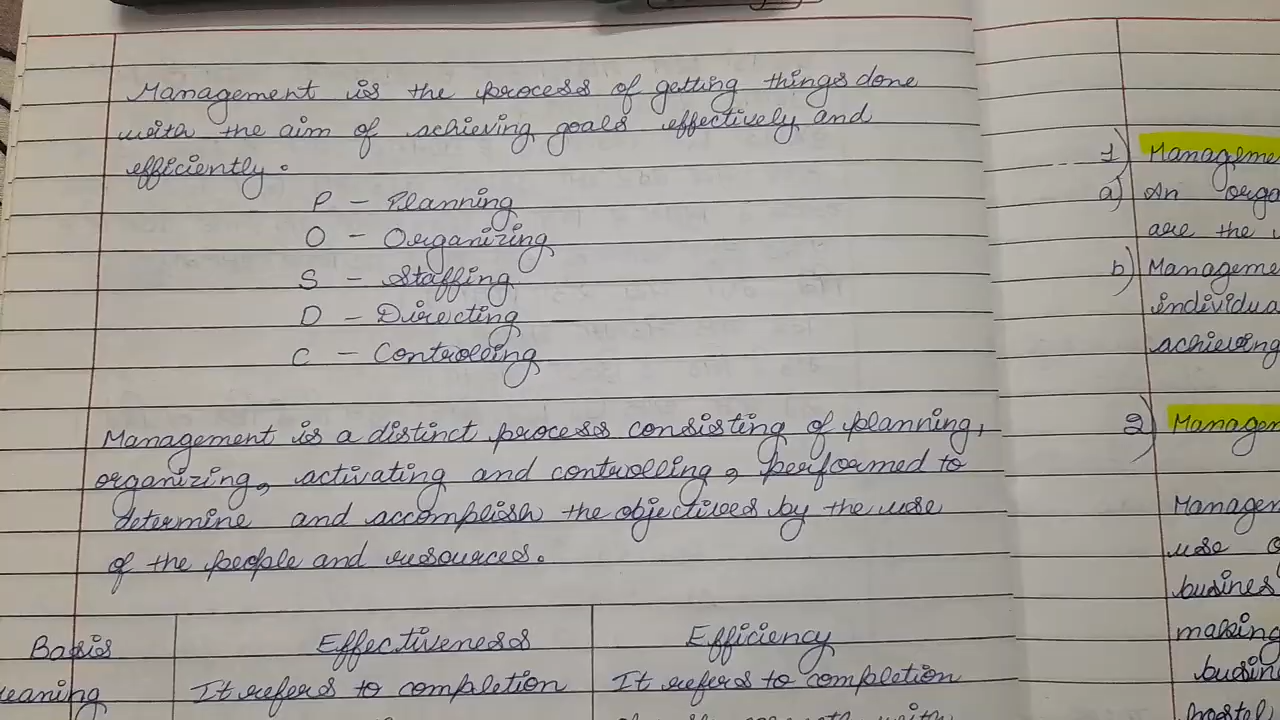 Management is the process of getting things done
with the aim of achieving goals effectively and
efficiently.
P - Planning
O - Organizing
S - Staffing
D - Directing
C - Controlling
Management is a distinct process consisting of planning,
organizing, activating and controlling, performed to
determine and accomplish the objectives by the use
of the people and resources.
Basis Effectiveness Efficiency
eaning It refers to completion It refers to completion
1) Manageme
a) An orga
are the
b) Manageme
individua
achieving
2) Managem
Managem
use o
busines
making
busin
hostel,